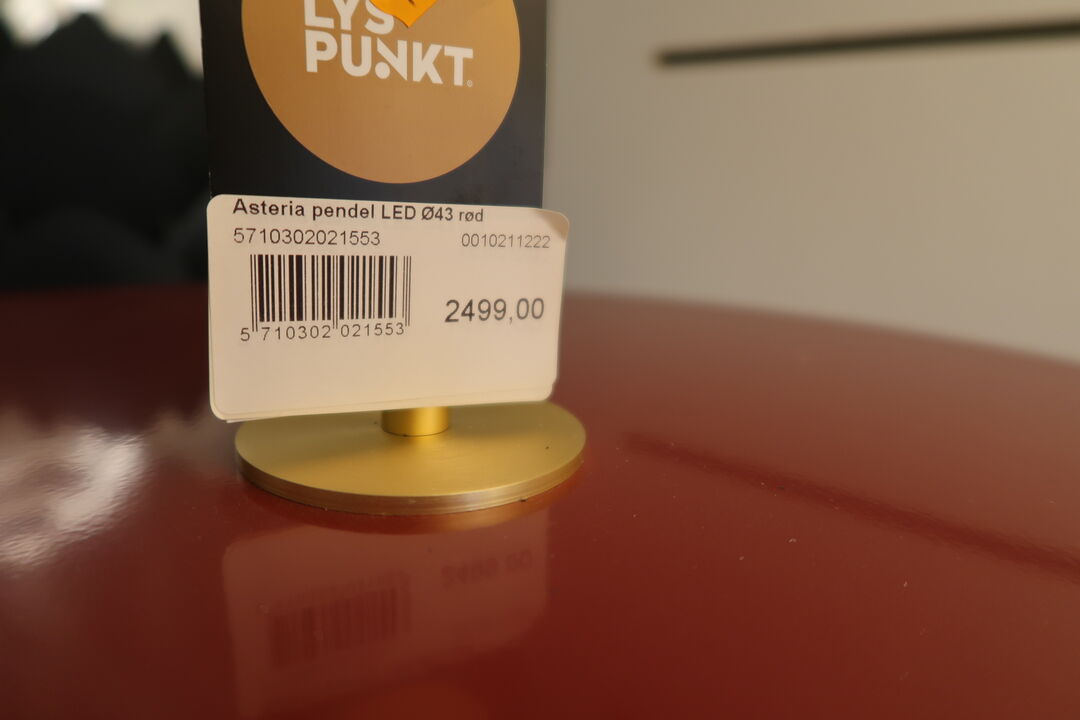 LYS
PUNKT
Asteria pendel LED Ø43 rød
5710302021553 0010211222
2499,00
5 710302 021553